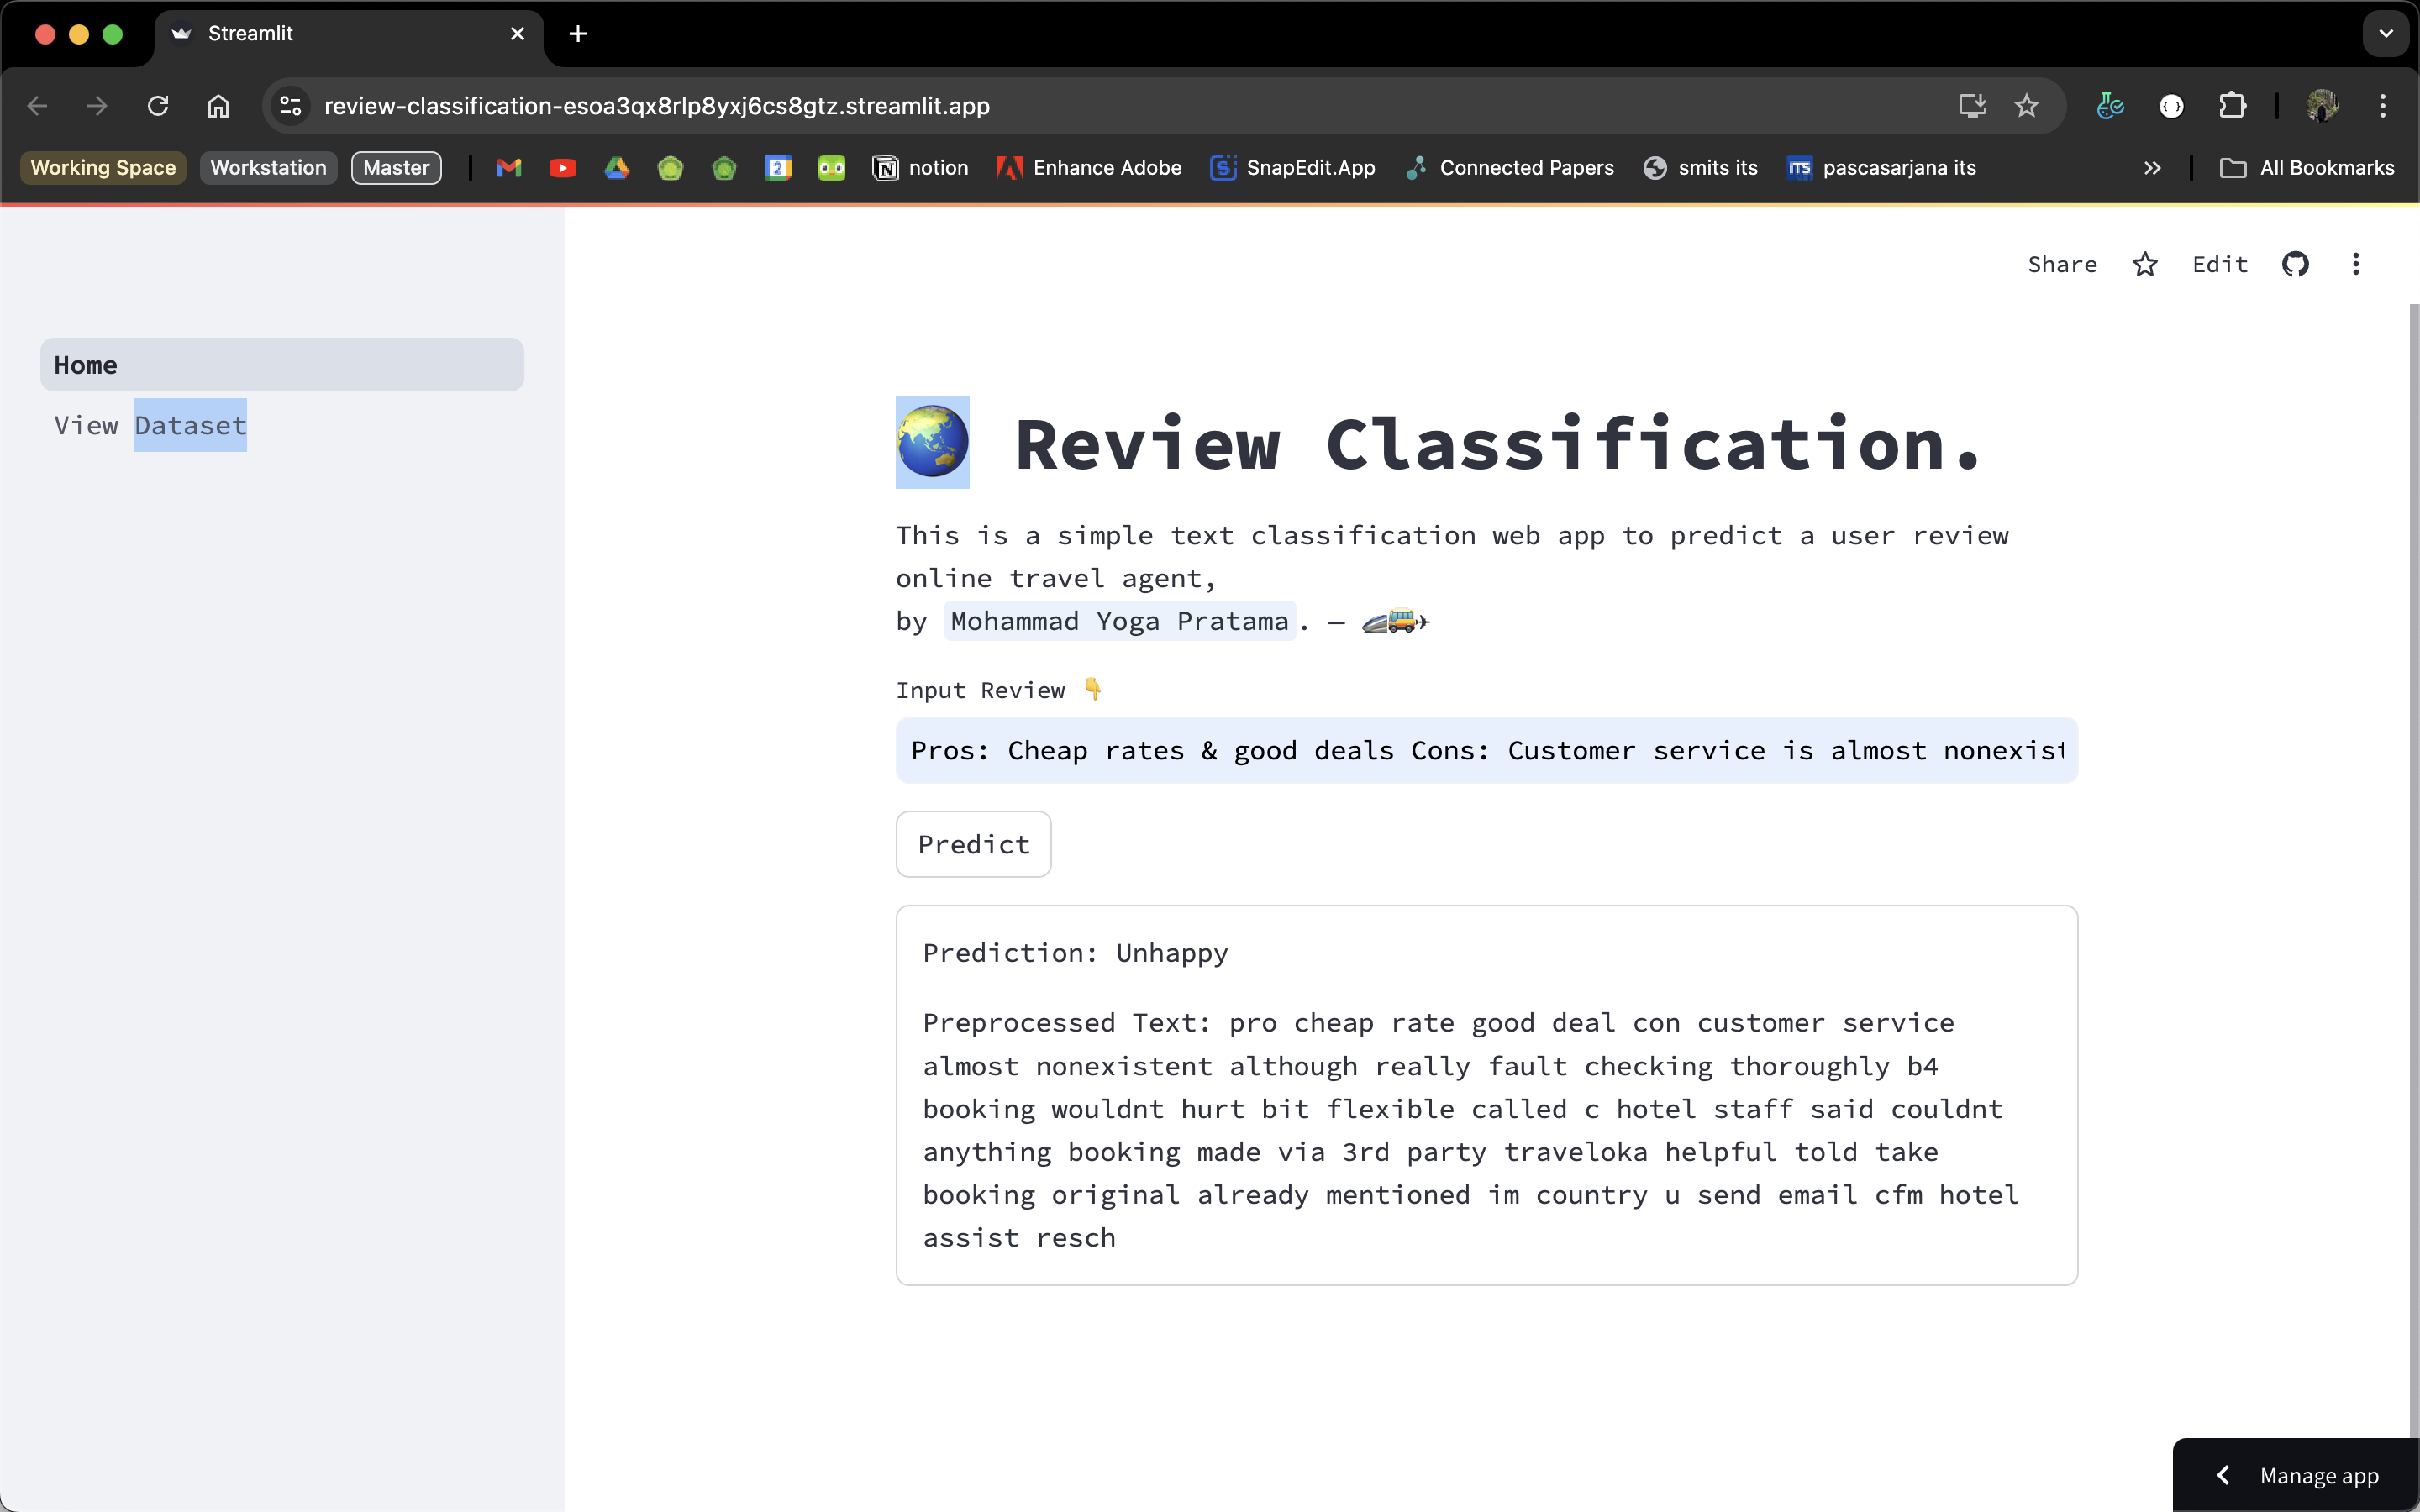 Streamlit
review-classification-esoa3qx8rlp8yxj6cs8gtz.streamlit.app
Working Space Workstation Master notion Enhance Adobe SnapEdit.App Connected Papers smits its pascasarjana its All Bookmarks
Share Edit
Home
View Dataset
Review Classification.
This is a simple text classification web app to predict a user review
online travel agent,
by Mohammad Yoga Pratama. —
Input Review
Pros: Cheap rates & good deals Cons: Customer service is almost nonexist
Predict
Prediction: Unhappy
Preprocessed Text: pro cheap rate good deal con customer service
almost nonexistent although really fault checking thoroughly b4
booking wouldnt hurt bit flexible called c hotel staff said couldnt
anything booking made via 3rd party traveloka helpful told take
booking original already mentioned im country u send email cfm hotel
assist resch
Manage app